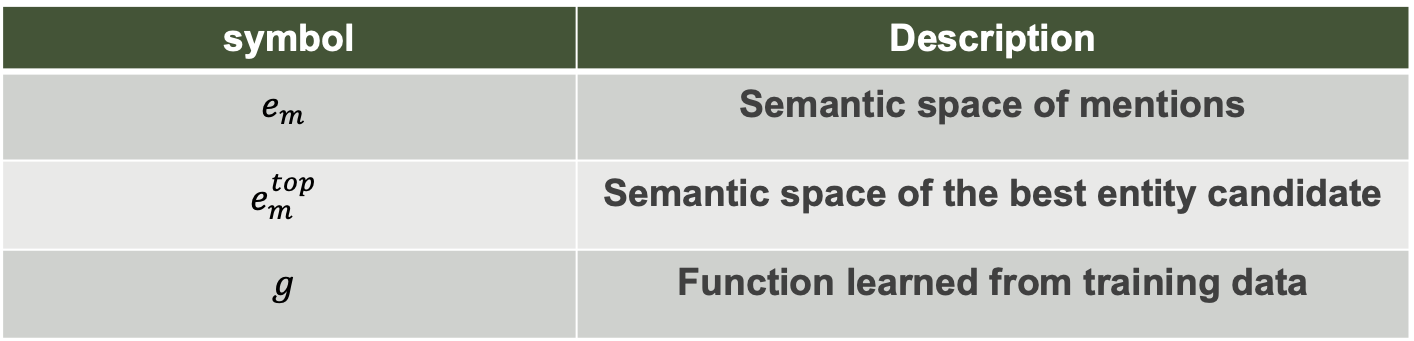 symbol Description
e_m Semantic space of mentions
e_m^top Semantic space of the best entity candidate
g Function learned from training data